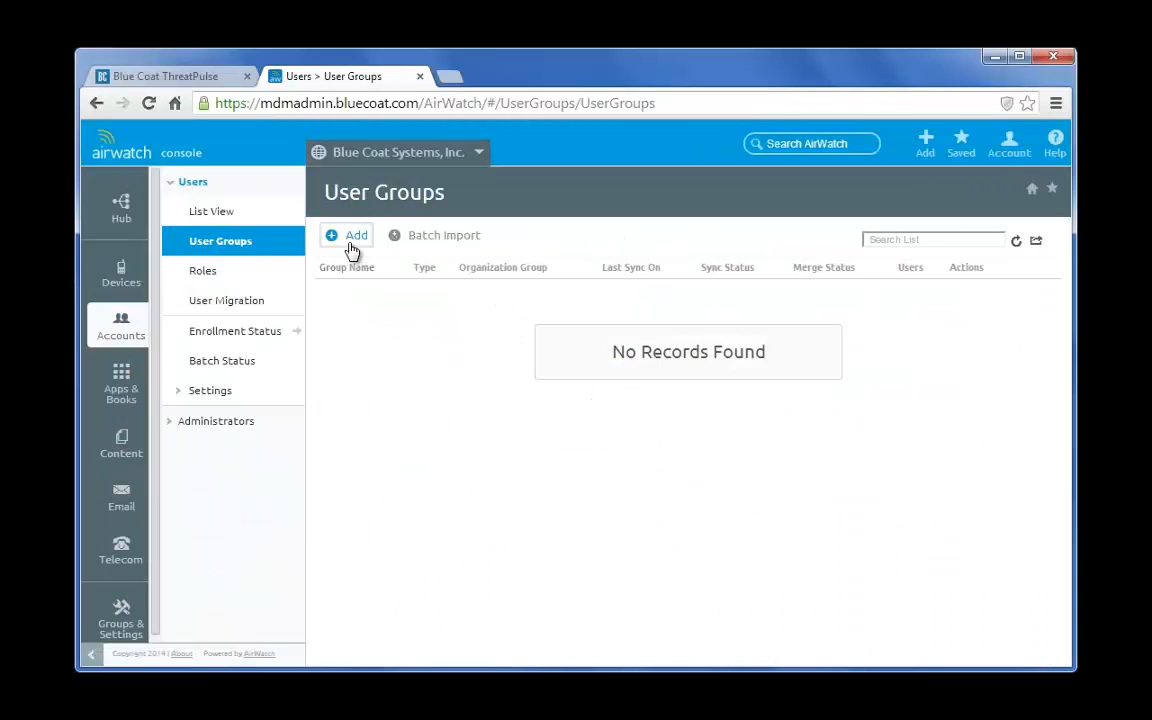 Blue Coat ThreatPulse
Users > User Groups
https://mdmadmin.bluecoat.com/AirWatch/#/UserGroups/UserGroups
airwatch console
Blue Coat Systems, Inc.
Search AirWatch
Add
Saved
Account
Help
Hub
Devices
Accounts
Apps &
Books
Content
Email
Telecom
Groups &
Settings
Users
List View
User Groups
Roles
User Migration
Enrollment Status
Batch Status
Settings
Administrators
Copyright 2014 | About Powered by AirWatch
User Groups
Add
Batch Import
Search List
Group Name Type Organization Group Last Sync On Sync Status Merge Status Users Actions
No Records Found